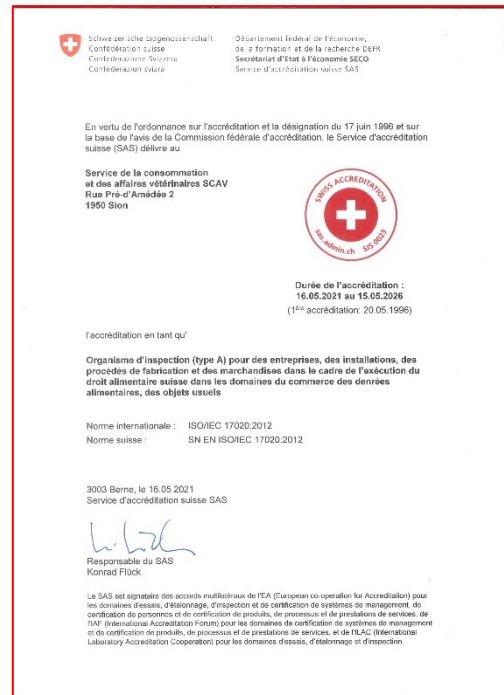 Schweizerische Eidgenossenschaft
Confédération suisse
Confederazione Svizzera
Confederaziun svizra
Département fédéral de l'économie,
de la formation et de la recherche DEFR
Secrétariat d'Etat à l'économie SECO
Service d'accréditation suisse SAS
En vertu de l'ordonnance sur l'accréditation et la désignation du 17 juin 1996 et sur
la base de l'avis de la Commission fédérale d'accréditation, le Service d'accréditation
suisse (SAS) délivre au
Service de la consommation
et des affaires vétérinaires SCAV
Rue Pré-d'Amédée 2
1950 Sion
SWISS ACCREDITATION
sas.admin.ch SIS 0023
Durée de l'accréditation :
16.05.2021 au 15.05.2026
(1ère accréditation: 20.05.1996)
l'accréditation en tant qu'
Organisme d'inspection (type A) pour des entreprises, des installations, des
procédés de fabrication et des marchandises dans le cadre de l'exécution du
droit alimentaire suisse dans les domaines du commerce des denrées
alimentaires, des objets usuels
Norme internationale : ISO/IEC 17020:2012
Norme suisse : SN EN ISO/IEC 17020:2012
3003 Berne, le 16.05.2021
Service d'accréditation suisse SAS
Responsable du SAS
Konrad Flück
Le SAS est signataire des accords multilatéraux de l'EA (European co-operation for Accreditation) pour
les domaines d'essais, d'étalonnage, d'inspection et de certification de systèmes de management, de
certification de personnes et de certification de produits, de processus et de prestations de services, de
l'IAF (International Accreditation Forum) pour les domaines de certification de systèmes de management
et de certification de produits, de processus et de prestations de services, et de l'ILAC (International
Laboratory Accreditation Cooperation) pour les domaines d'essais, d'étalonnage et d'inspection.